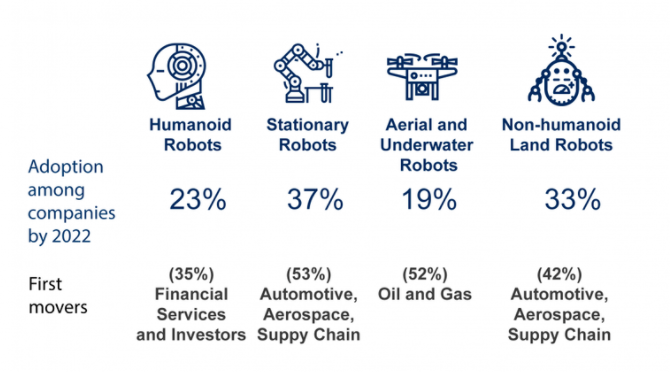 Humanoid
Robots
Stationary
Robots
Aerial and
Underwater
Robots
Non-humanoid
Land Robots
Adoption
among
companies
by 2022
23%
37%
19%
33%
First
movers
(35%)
Financial
Services
and Investors
(53%)
Automotive,
Aerospace,
Suppy Chain
(52%)
Oil and Gas
(42%)
Automotive,
Aerospace,
Suppy Chain